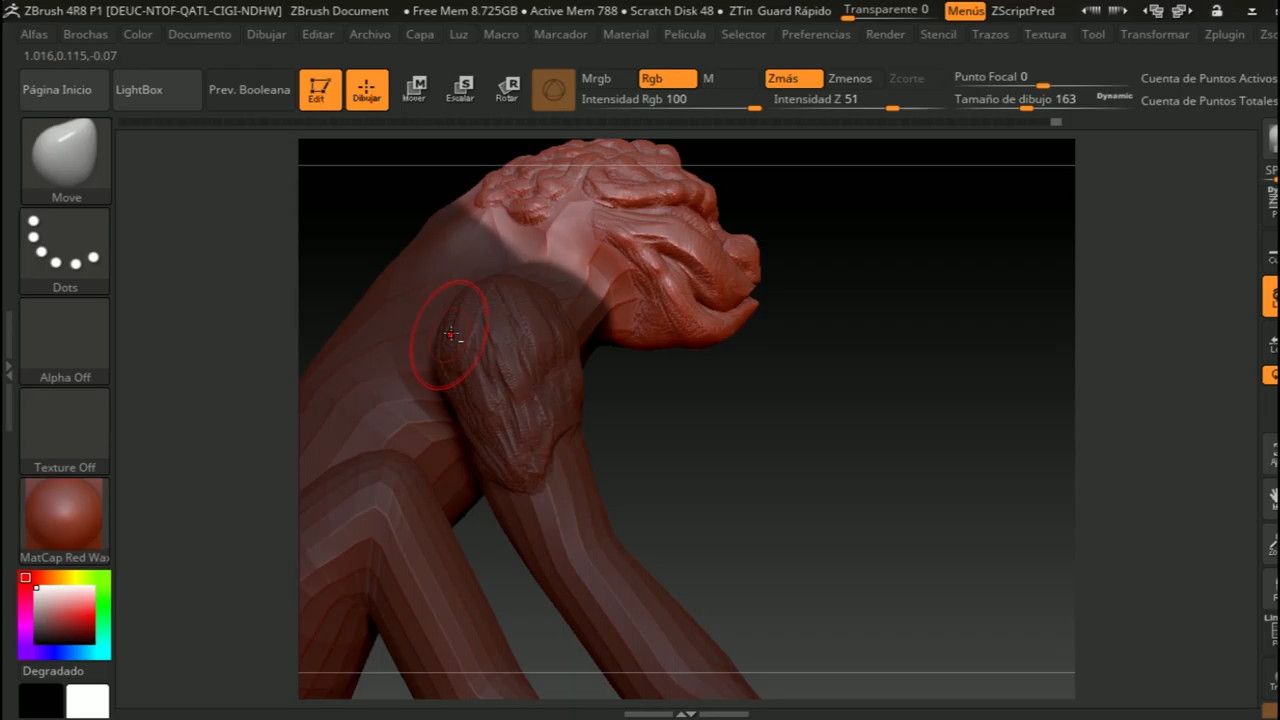 ZBrush 4R8 P1 [DEUC-NTOF-QATL-CIGI-NDHW] ZBrush Document ● Free Mem 8.725GB ● Active Mem 788 ● Scratch Disk 48 ● ZTin Guard Rápido Transparente 0 Menús ZScriptPred
Alfas Brochas Color Documento Dibujar Editar Archivo Capa Luz Macro Marcador Material Pelicula Selector Preferencias Render Stencil Trazos Textura Tool Transformar Zplugin Zsc
1.016,0.115,-0.07
Página Inicio LightBox Prev. Booleana Edit Dibujar Mover Escalar Rotar Mrgb Rgb M Zmás Zmenos Zcorte Punto Focal 0 Cuenta de Puntos Activos
Intensidad Rgb 100 Intensidad Z 51 Tamaño de dibujo 163 Dynamic Cuenta de Puntos Totales
Move
Dots
Alpha Off
Texture Off
MatCap Red Wax
Degradado